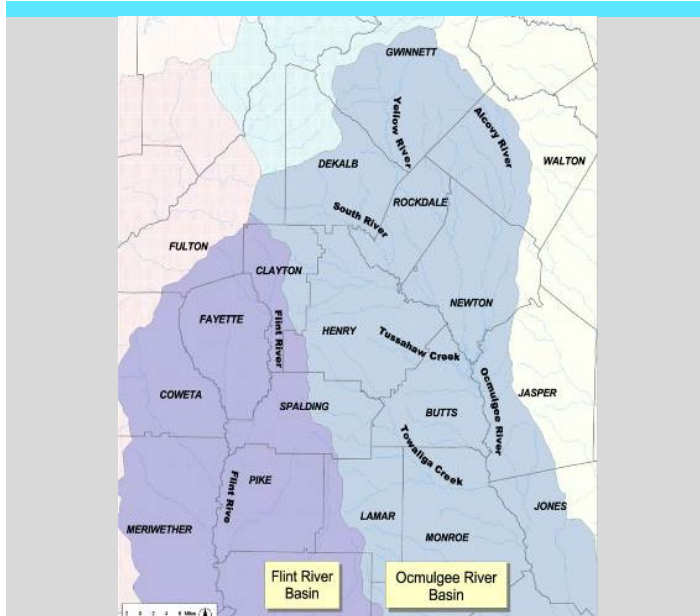 GWINNETT
Yellow River
Alcovy River
WALTON
DEKALB
ROCKDALE
South River
FULTON
CLAYTON
NEWTON
FAYETTE
Flint River
HENRY
Tussahaw Creek
Ocmulgee River
COWETA
SPALDING
BUTTS
JASPER
Towaliga Creek
PIKE
Flint Rive
LAMAR
JONES
MERIWETHER
MONROE
Flint River
Basin
Ocmulgee River
Basin
Miles